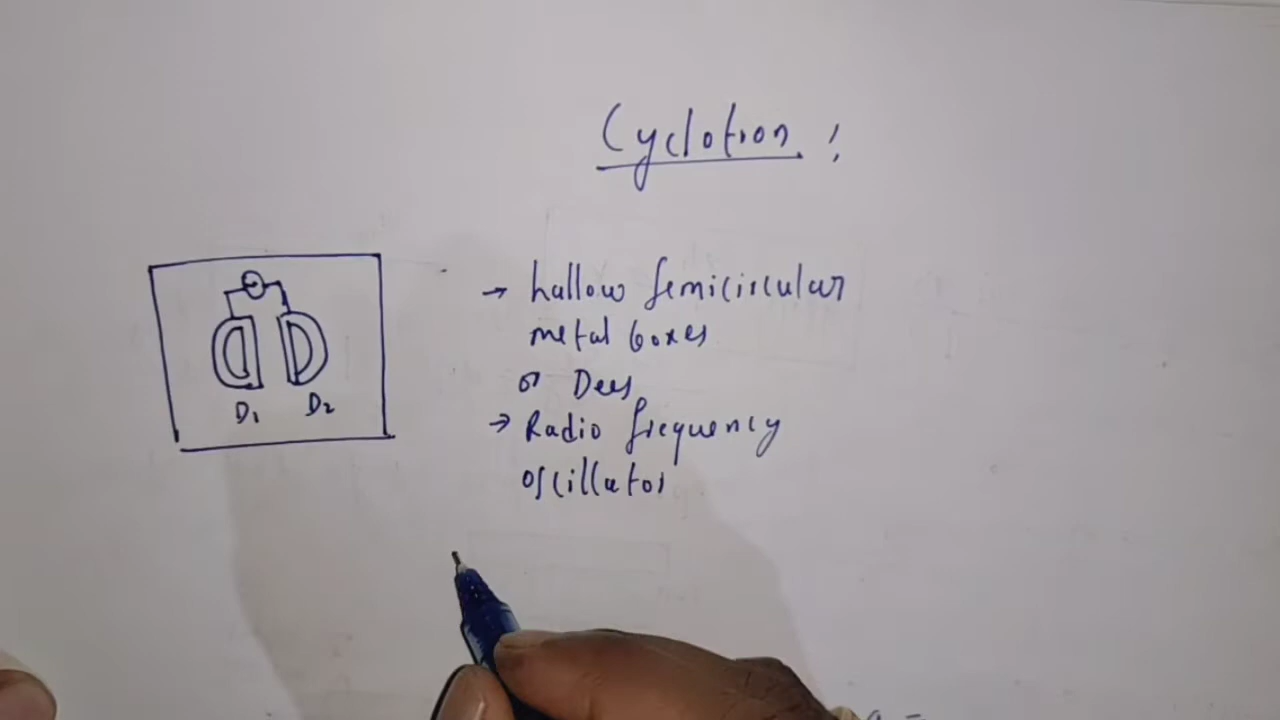 Cyclotron :
D1 D2
→ hallow semicircular
metal boxes
or Dees
→ Radio frequency
oscillator